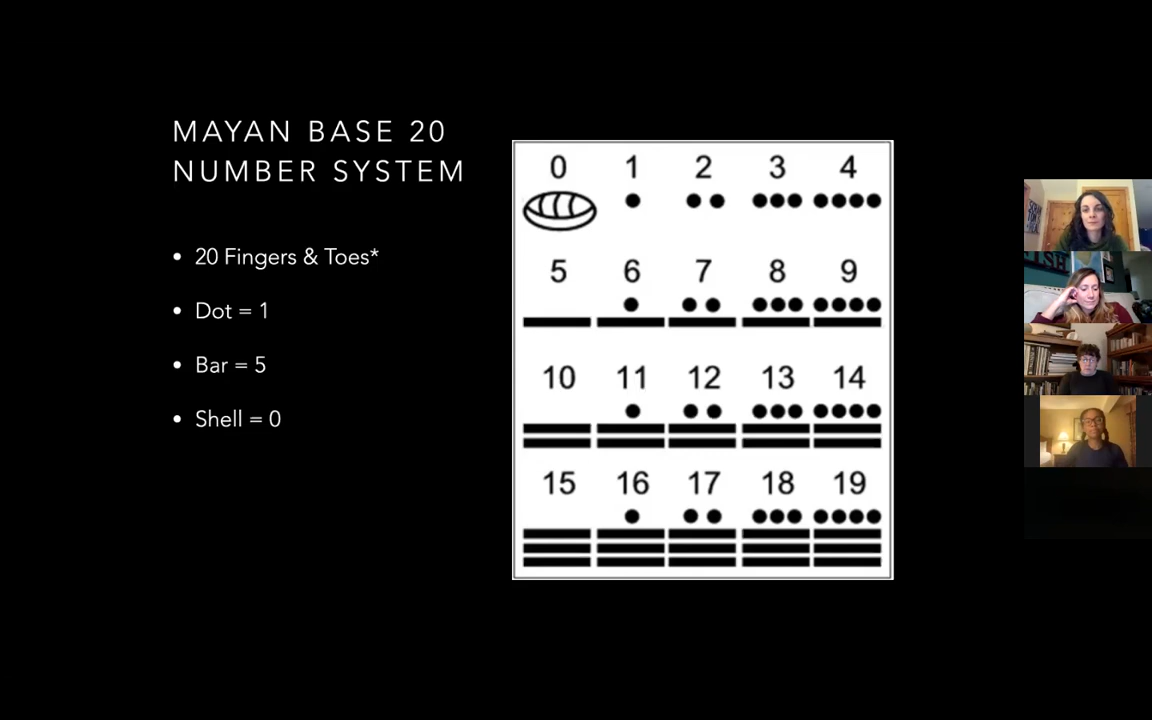 MAYAN BASE 20
NUMBER SYSTEM
• 20 Fingers & Toes*
• Dot = 1
• Bar = 5
• Shell = 0
0 1 2 3 4
5 6 7 8 9
10 11 12 13 14
15 16 17 18 19